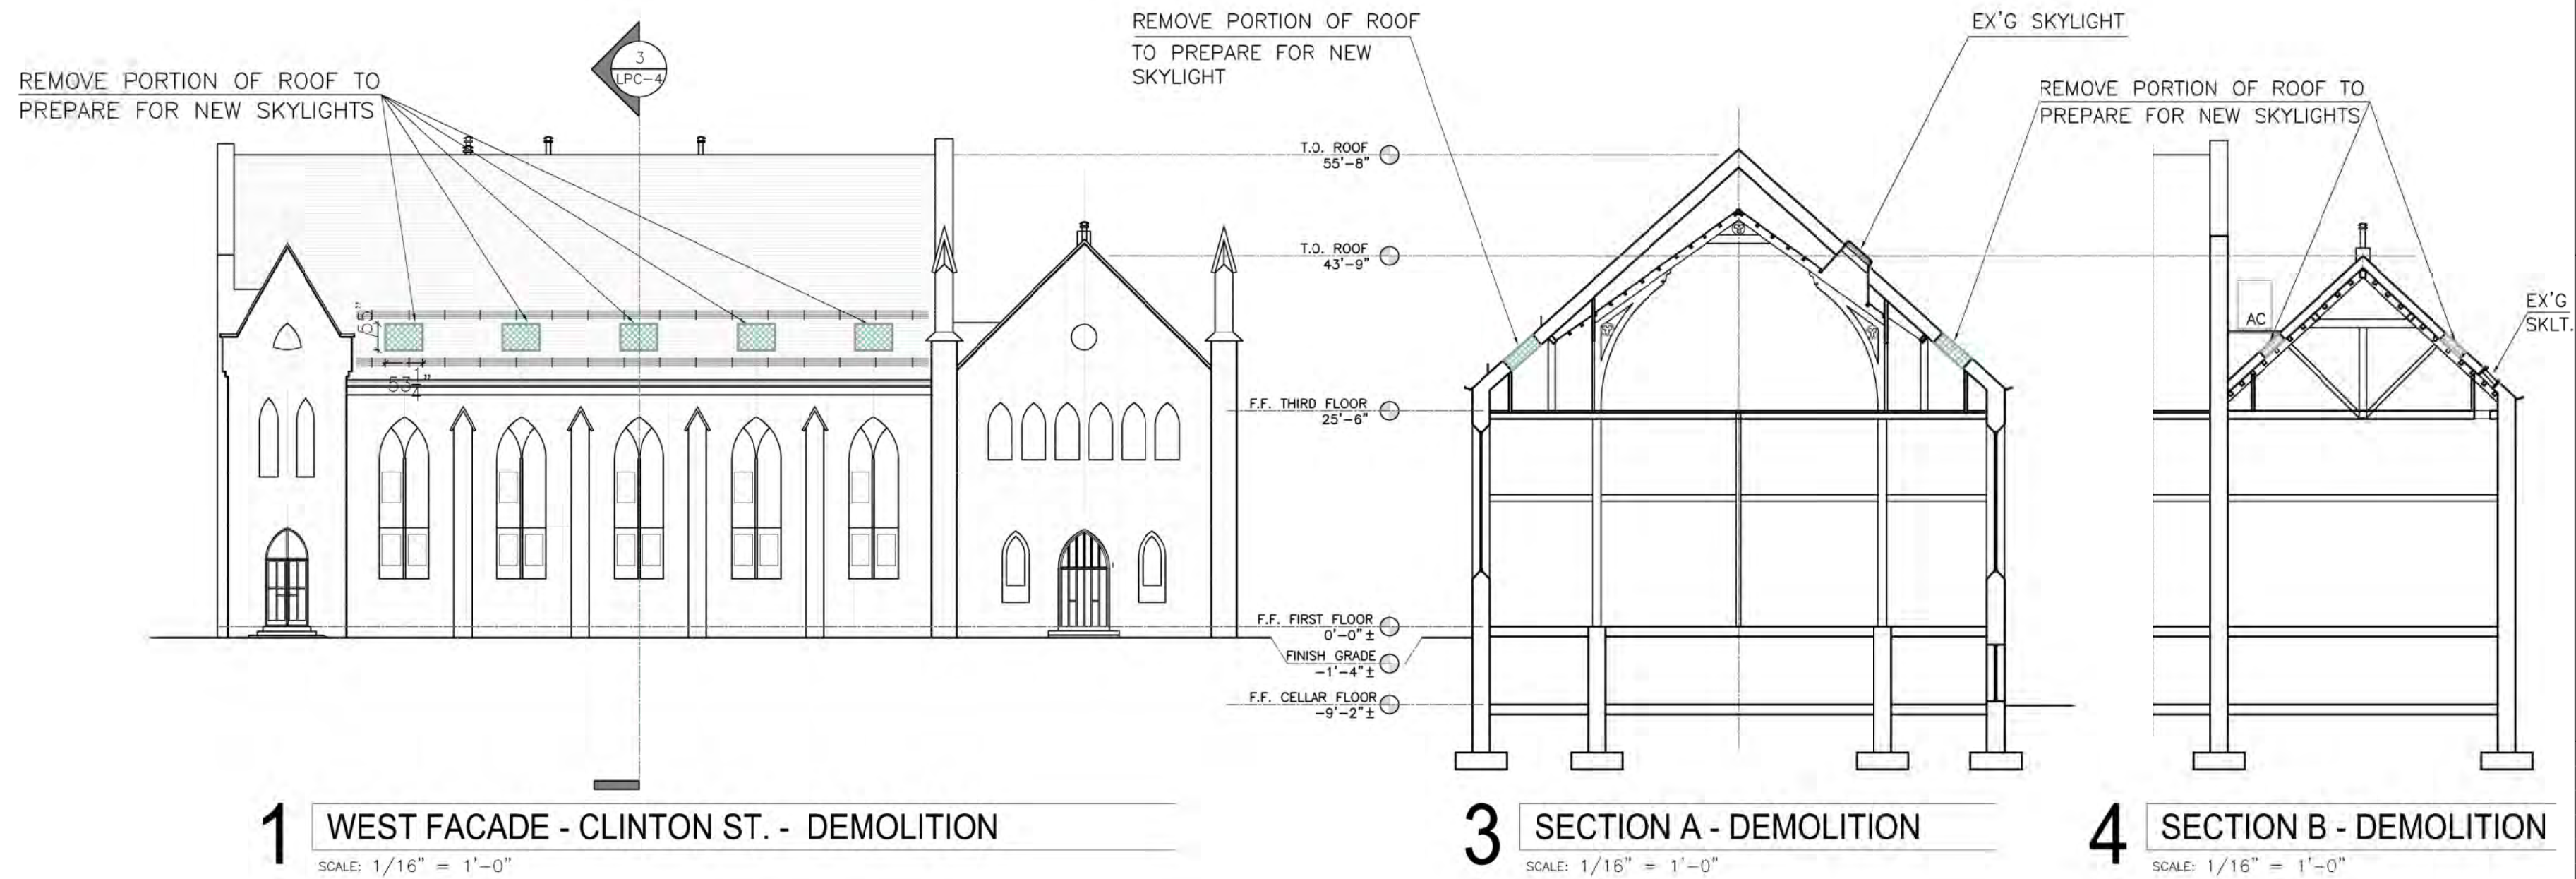 REMOVE PORTION OF ROOF TO
PREPARE FOR NEW SKYLIGHTS
3
LPC-4
55"
53 1/4"
1
WEST FACADE - CLINTON ST. - DEMOLITION
SCALE: 1/16" = 1'-0"
T.O. ROOF
55'-8"
T.O. ROOF
43'-9"
F.F. THIRD FLOOR
25'-6"
F.F. FIRST FLOOR
0'-0"±
FINISH GRADE
-1'-4"±
F.F. CELLAR FLOOR
-9'-2"±
REMOVE PORTION OF ROOF
TO PREPARE FOR NEW
SKYLIGHT
EX'G SKYLIGHT
3
SECTION A - DEMOLITION
SCALE: 1/16" = 1'-0"
REMOVE PORTION OF ROOF TO
PREPARE FOR NEW SKYLIGHTS
AC
EX'G
SKLT.
4
SECTION B - DEMOLITION
SCALE: 1/16" = 1'-0"